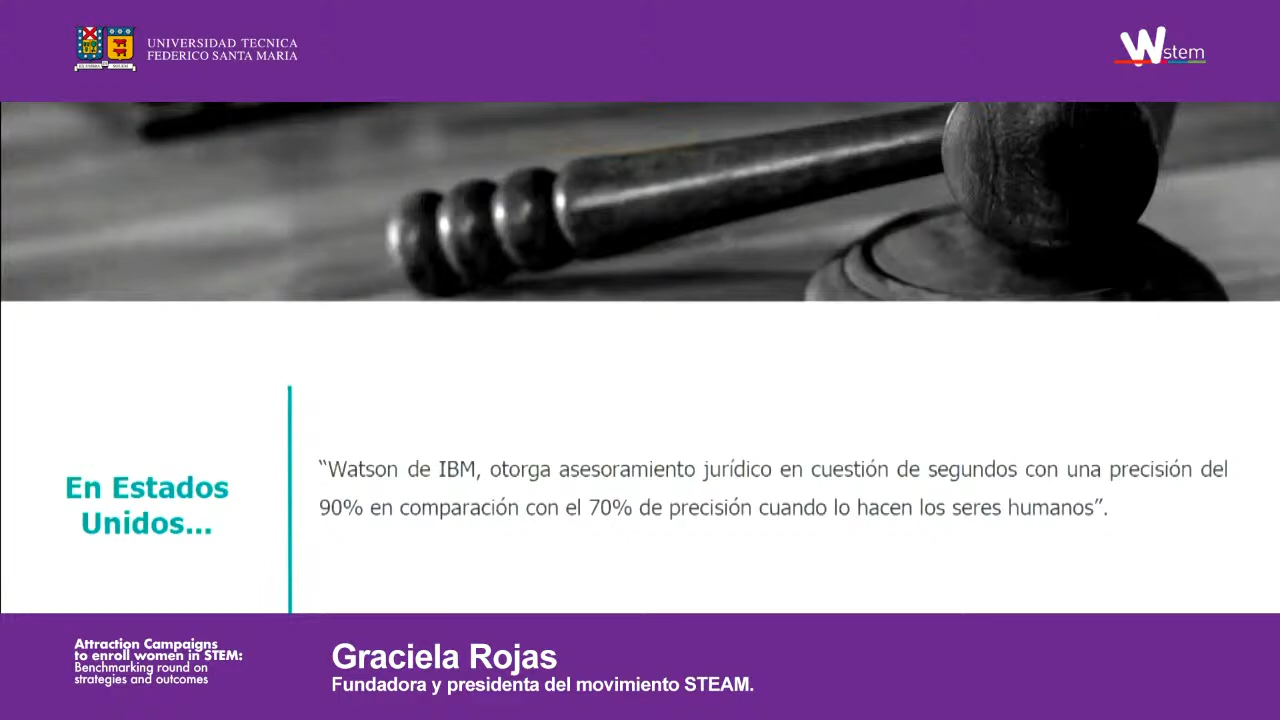 UNIVERSIDAD TECNICA
FEDERICO SANTA MARIA
Wstem
En Estados
Unidos...
“Watson de IBM, otorga asesoramiento jurídico en cuestión de segundos con una precisión del
90% en comparación con el 70% de precisión cuando lo hacen los seres humanos”.
Attraction Campaigns
to enroll women in STEM:
Benchmarking round on
strategies and outcomes
Graciela Rojas
Fundadora y presidenta del movimiento STEAM.